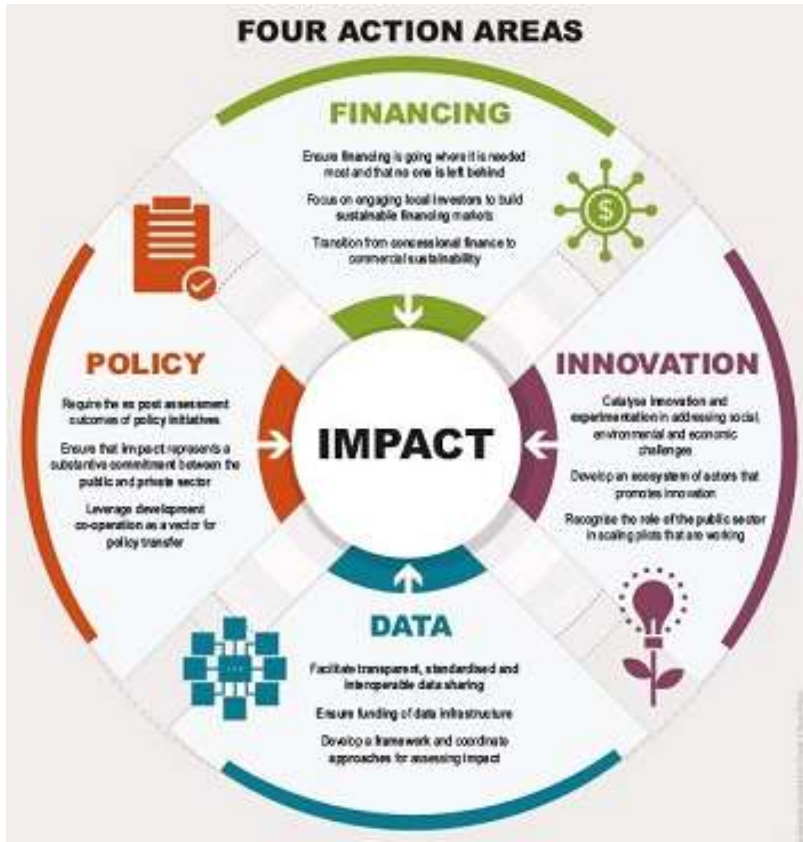 FOUR ACTION AREAS
FINANCING
Ensure financing is going where it is needed
most and that no one is left behind
Focus on engaging local investors to build
sustainable financing markets
Transition from concessional finance to
commercial sustainability
$
POLICY
Require the ex post assessment
outcomes of policy initiatives
Ensure that impact represents a
substantive commitment between the
public and private sector
Leverage development
co-operation as a vector for
policy transfer
IMPACT
INNOVATION
Catalyse innovation and
experimentation in addressing social,
environmental and economic
challenges
Develop an ecosystem of actors that
promotes innovation
Recognise the role of the public sector
in scaling pilots that are working
DATA
Facilitate transparent, standardised and
interoperable data sharing
Ensure funding of data infrastructure
Develop a framework and coordinate
approaches for assessing impact